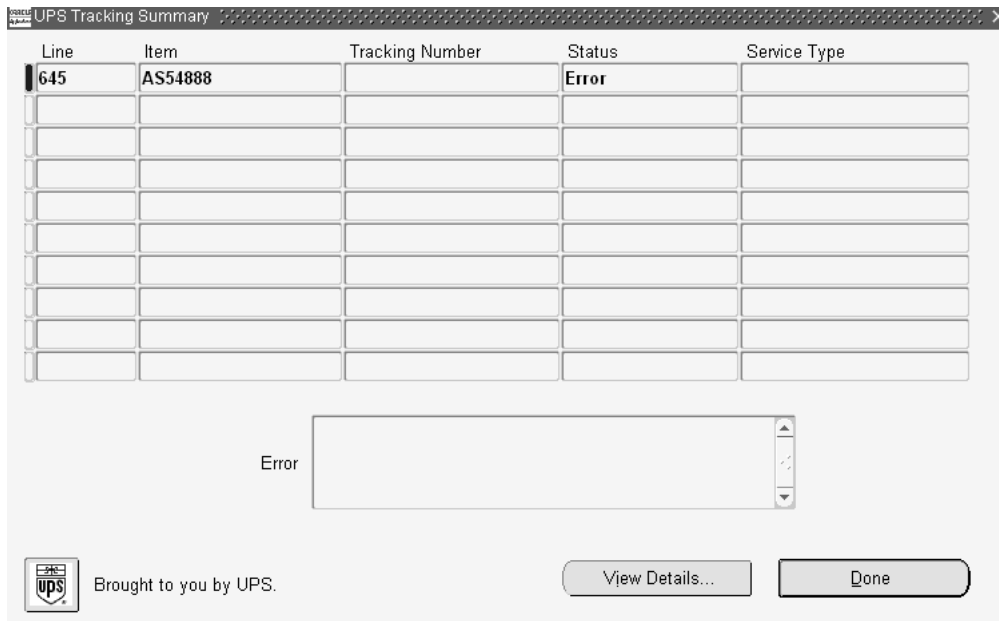 UPS Tracking Summary
Line Item Tracking Number Status Service Type
645 AS54888 Error
Error
ups
Brought to you by UPS.
View Details...
Done